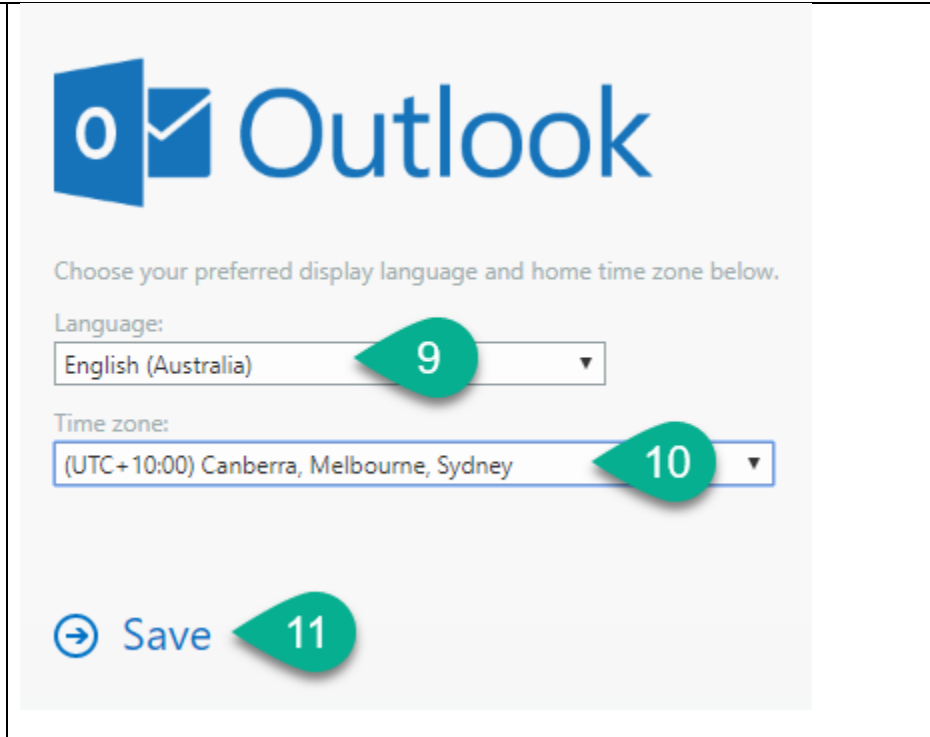 Outlook
Choose your preferred display language and home time zone below.
Language:
English (Australia) 9
Time zone:
(UTC+10:00) Canberra, Melbourne, Sydney 10
Save 11